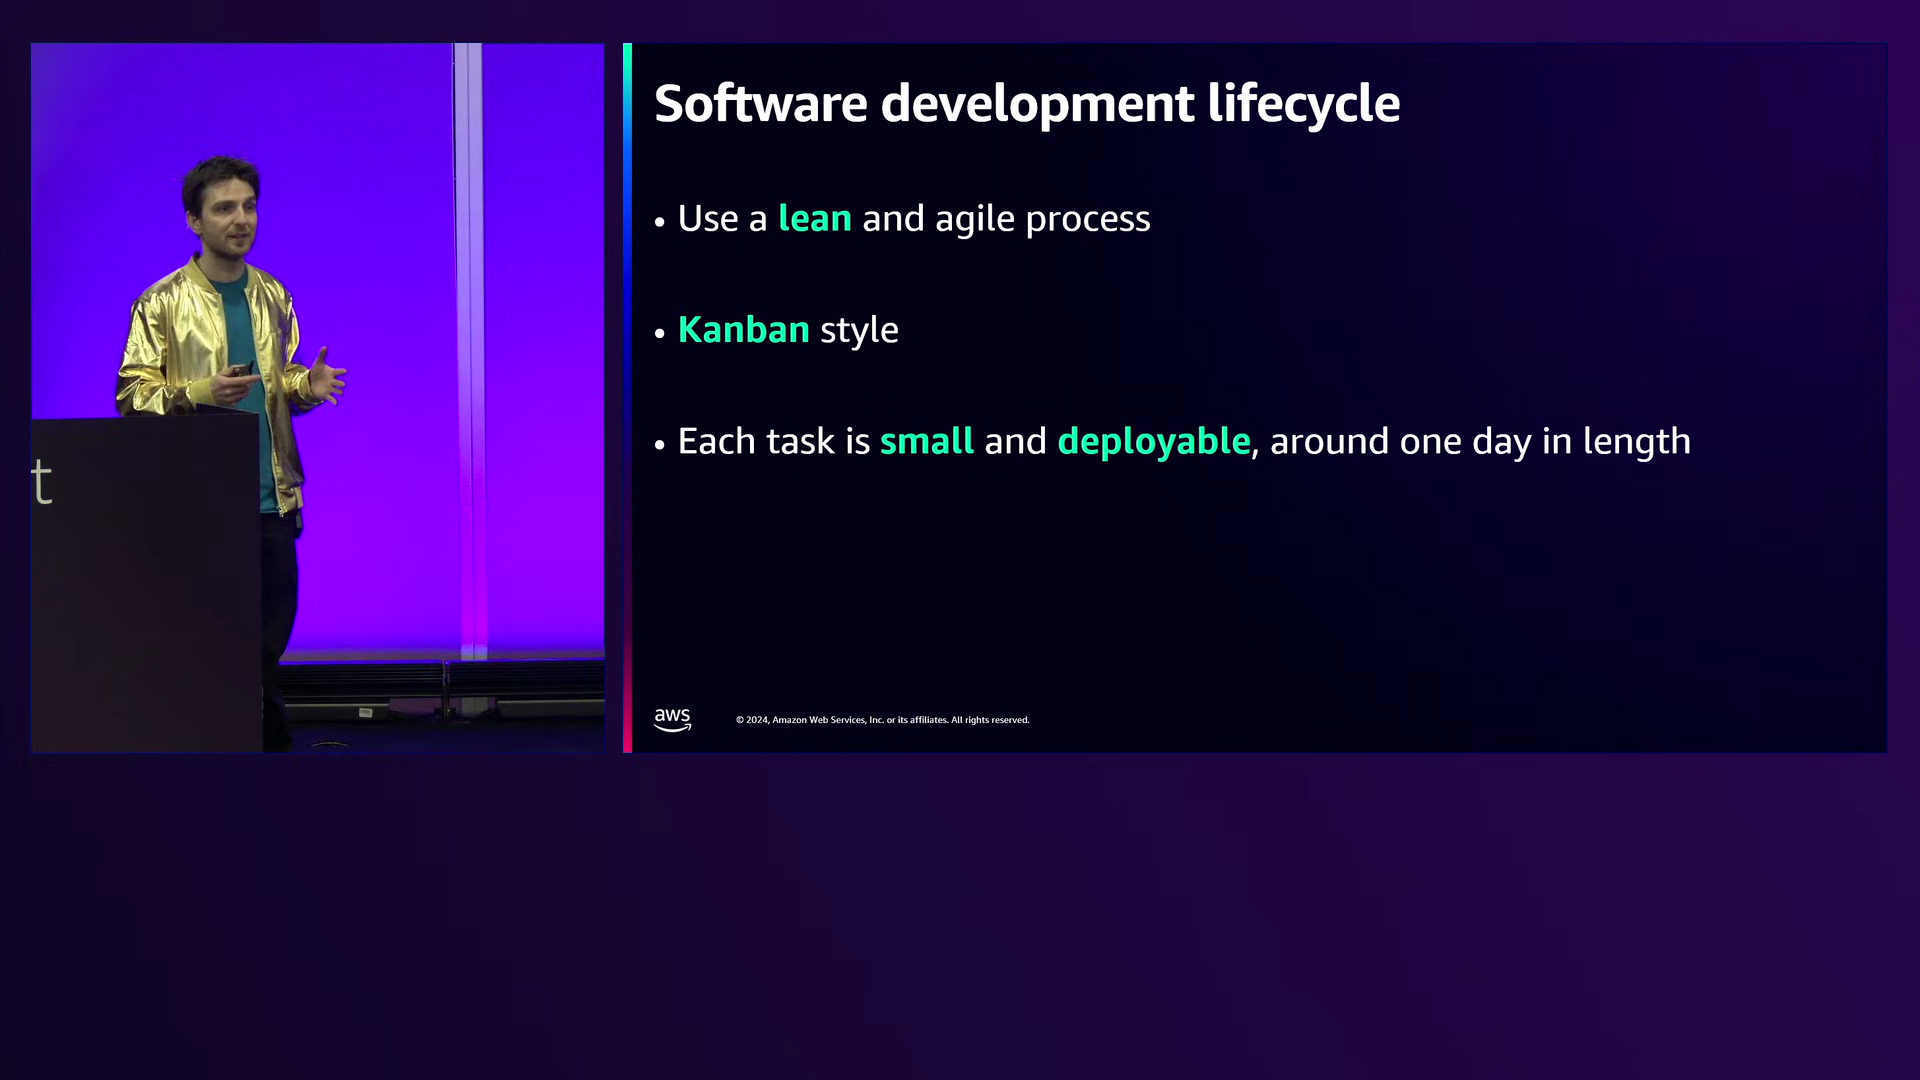 t
Software development lifecycle
• Use a lean and agile process
• Kanban style
• Each task is small and deployable, around one day in length
aws
© 2024, Amazon Web Services, Inc. or its affiliates. All rights reserved.